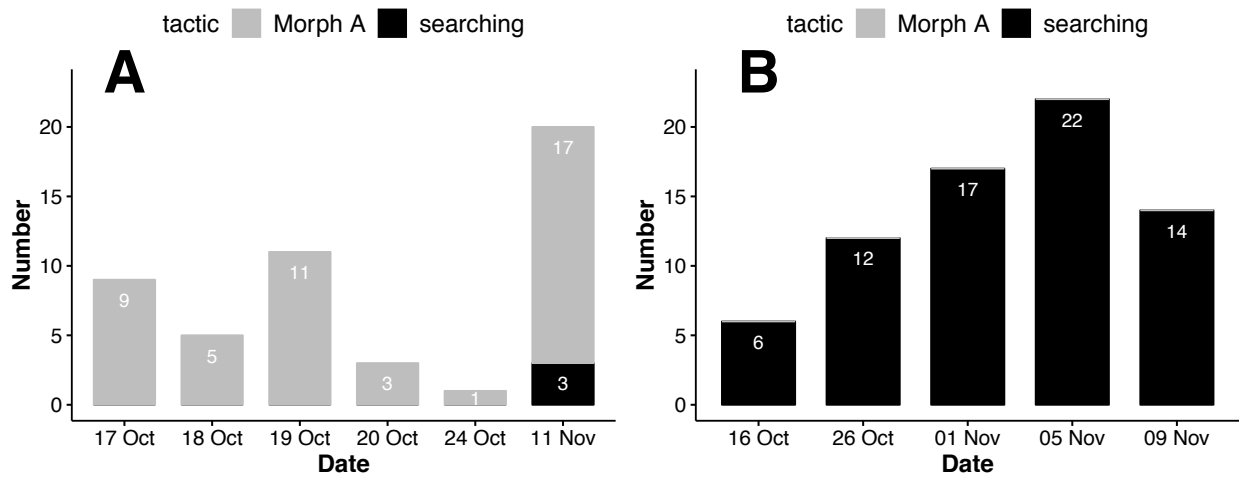 tactic Morph A searching
A
Number
20
15
10
5
0
9
5
11
3
1
17
3
17 Oct 18 Oct 19 Oct 20 Oct 24 Oct 11 Nov
Date
tactic Morph A searching
B
Number
20
15
10
5
0
6
12
17
22
14
16 Oct 26 Oct 01 Nov 05 Nov 09 Nov
Date